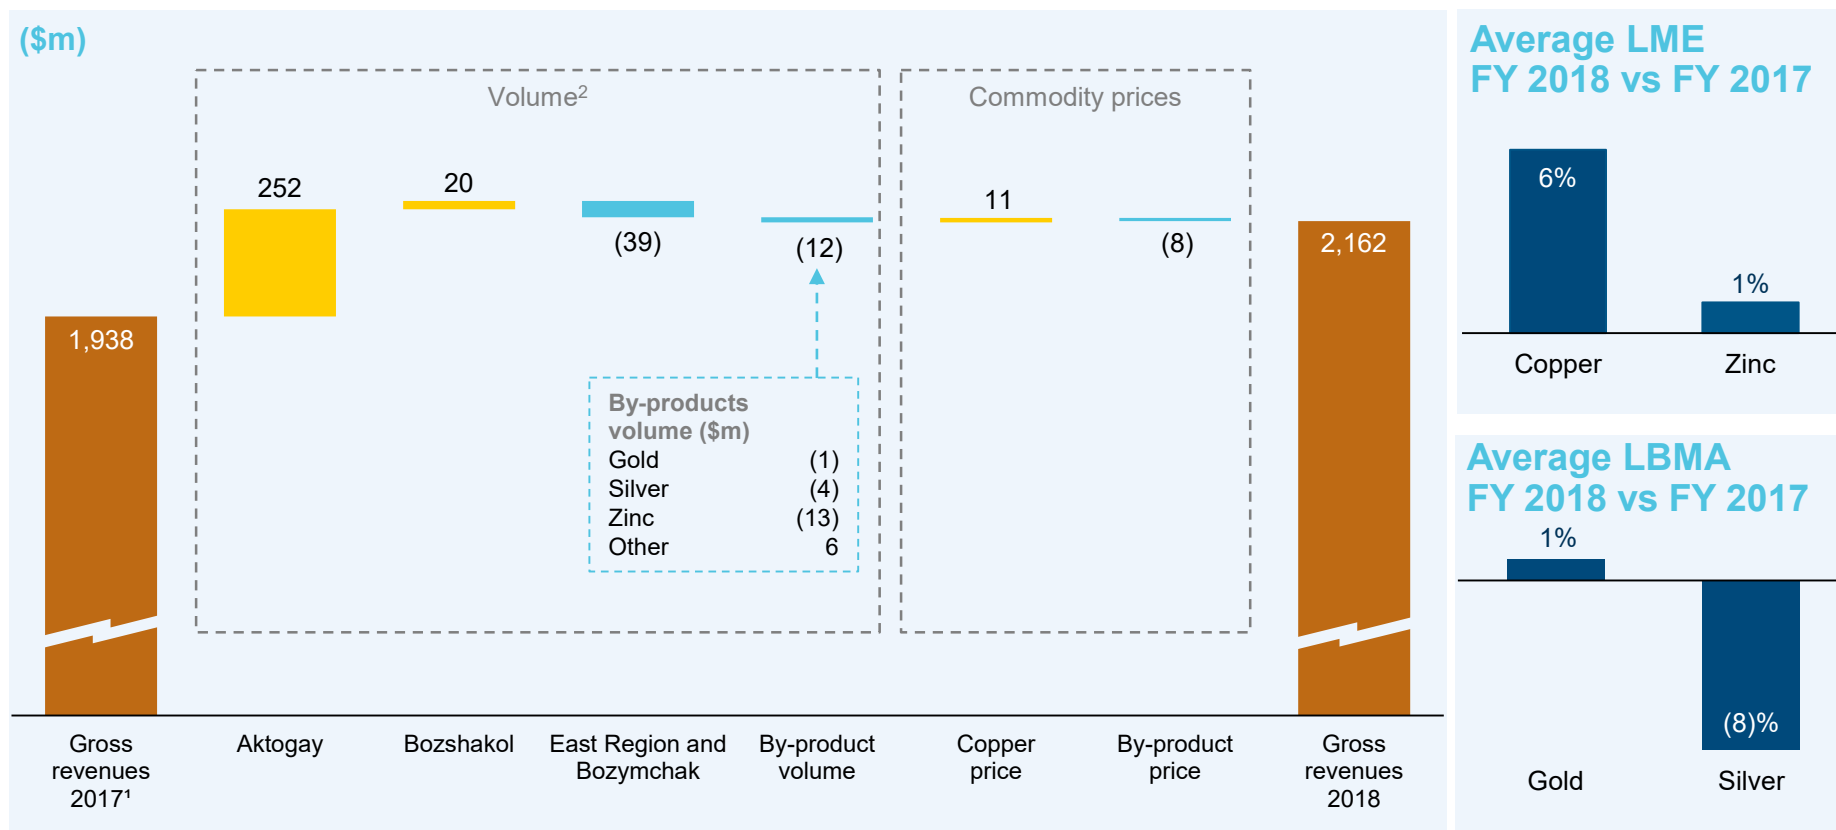 ($m)
Volume²
Commodity prices
252
20
(39)
(12)
11
(8)
1,938
2,162
By-products
volume ($m)
Gold (1)
Silver (4)
Zinc (13)
Other 6
Gross
revenues
2017¹
Aktogay
Bozshakol
East Region and
Bozymchak
By-product
volume
Copper
price
By-product
price
Gross
revenues
2018
Average LME
FY 2018 vs FY 2017
6%
1%
Copper
Zinc
Average LBMA
FY 2018 vs FY 2017
1%
(8)%
Gold
Silver